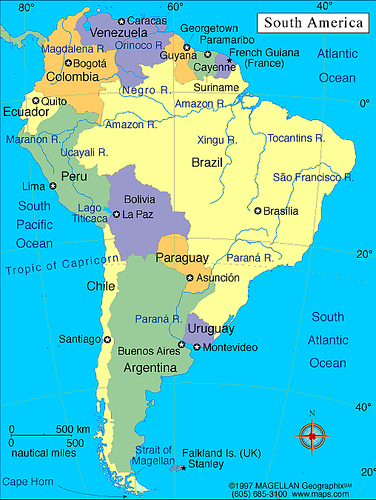 80°
60°
40°
South America
Caracas
Venezuela
Georgetown
Paramaribo
Magdalena R.
Orinoco R.
Guyana
French Guiana
(France)
Atlantic
Ocean
Bogotá
Colombia
Cayenne
Suriname
Negro R.
Quito
Ecuador
Amazon R.
0°
Marañon R.
Amazon R.
Xingu R.
Tocantins R.
Ucayali R.
Brazil
São Francisco R.
Peru
Lima
Bolivia
Lago
Titicaca
La Paz
Brasília
South
Pacific
Ocean
20°
Tropic of Capricorn
Paraguay
Paraná R.
Asunción
Chile
Paraná R.
Uruguay
South
Atlantic
Ocean
Santiago
Buenos Aires
Montevideo
Argentina
40°
N
0 500 km
0 500
nautical miles
Strait of
Magellan
Falkland Is. (UK)
Stanley
Cape Horn
©1997 MAGELLAN Geographix℠
(805) 685-3100 www.maps.com
60°
40°